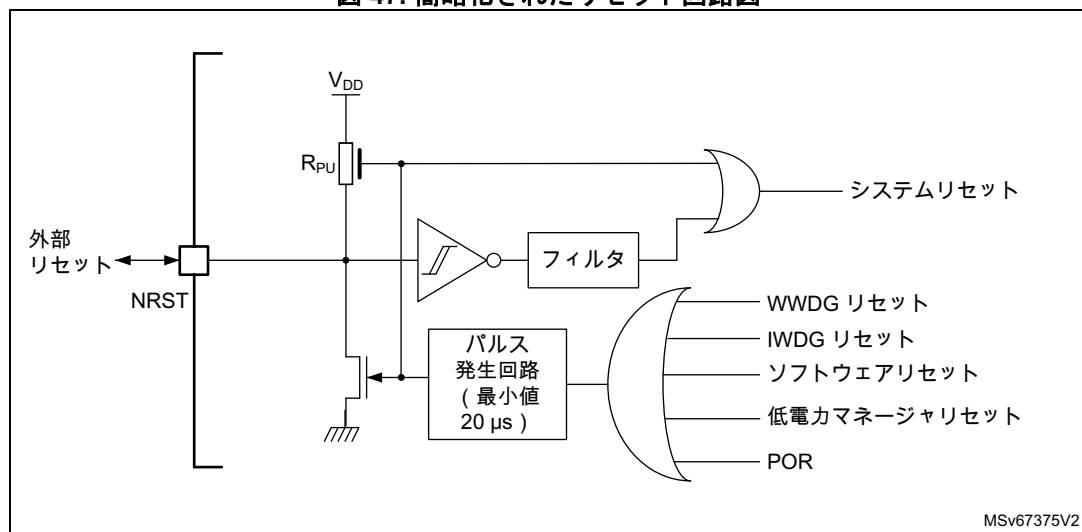 図 47. 簡略化されたリセット回路図
VDD
RPU
システムリセット
外部
リセット
フィルタ
NRST
WWDG リセット
パルス
発生回路
(最小値
20 µs)
IWDG リセット
ソフトウェアリセット
低電力マネージャリセット
POR
MSv67375V2